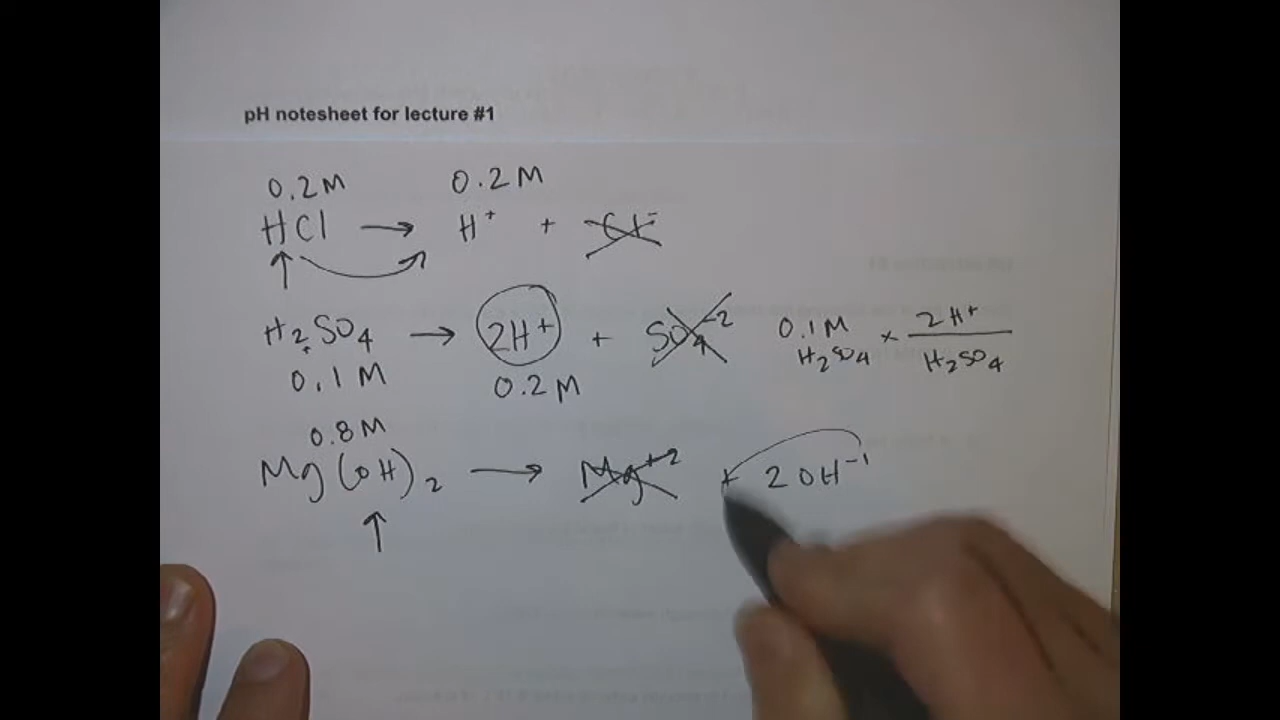 pH notesheet for lecture #1
0.2M 0.2M
HCl → H⁺ + Cl⁻
H₂SO₄ → 2H⁺ + SO₄⁻² 0.1M H₂SO₄ × 2H⁺ / H₂SO₄
0.1M 0.2M
0.8M
Mg(OH)₂ → Mg⁺² + 2OH⁻¹